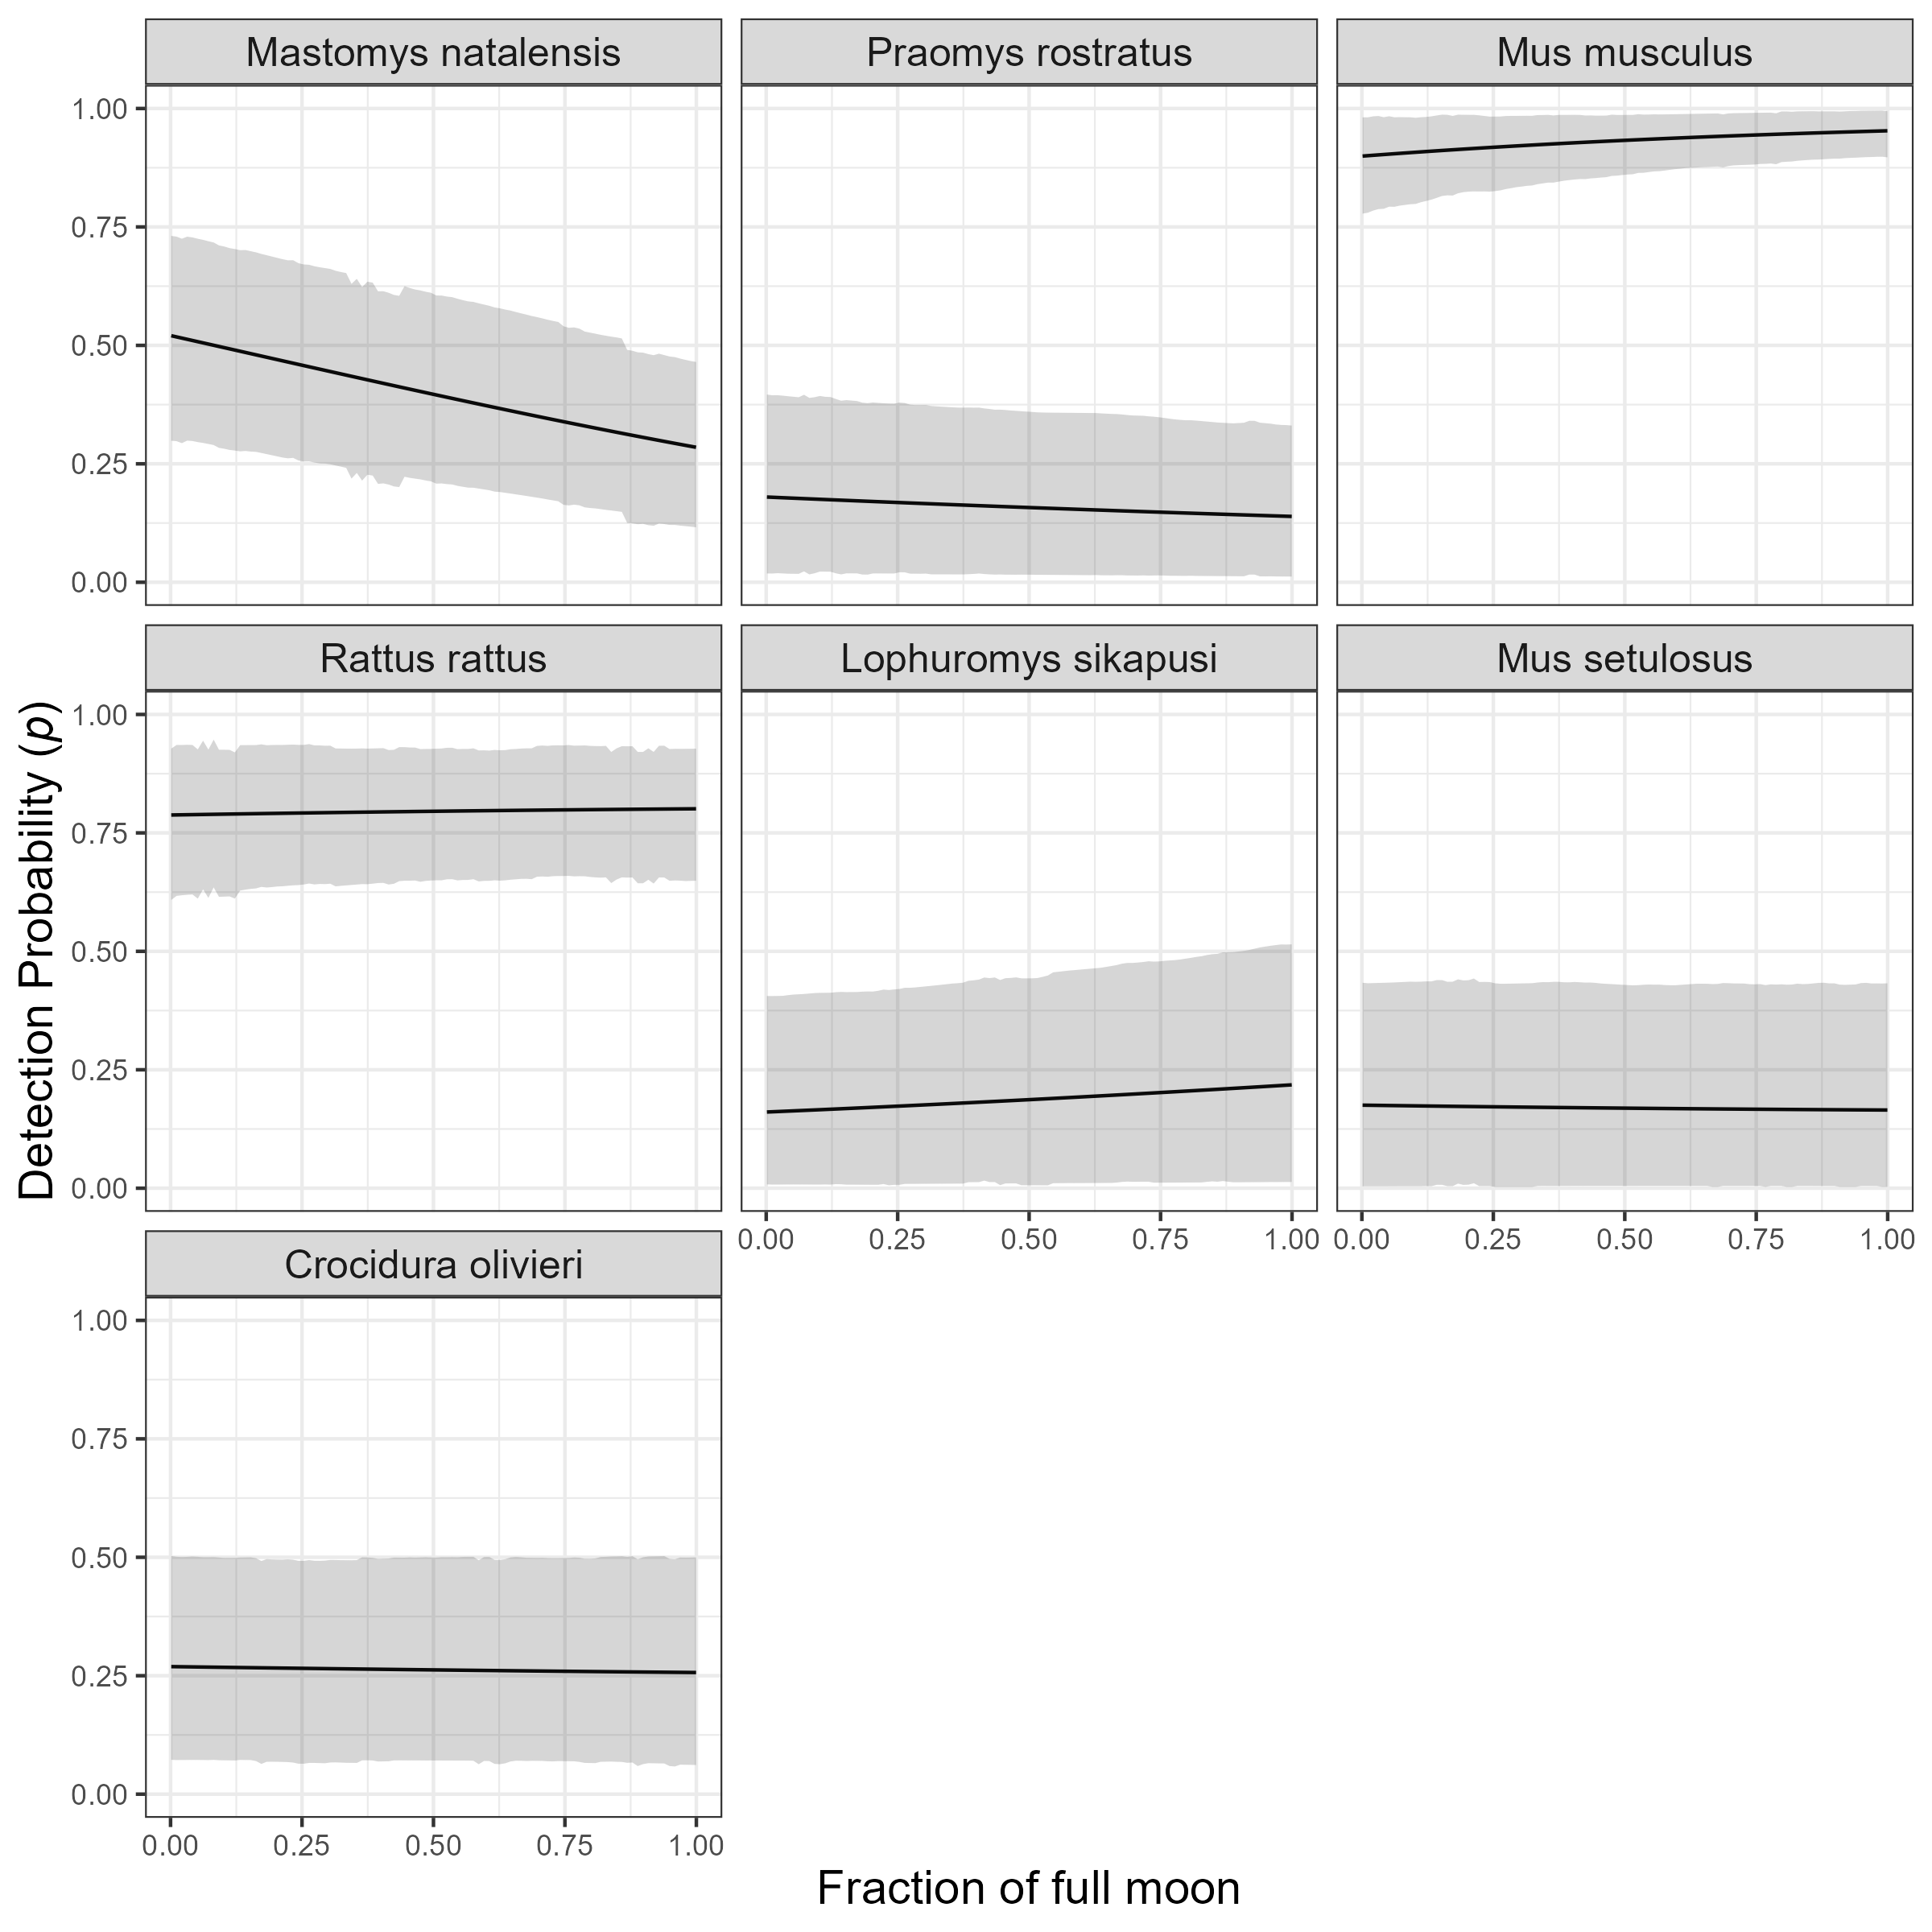 Mastomys natalensis Praomys rostratus Mus musculus
1.00
0.75
0.50
0.25
0.00
Rattus rattus Lophuromys sikapusi Mus setulosus
Detection Probability (p)
1.00
0.75
0.50
0.25
0.00
0.00 0.25 0.50 0.75 1.00 0.00 0.25 0.50 0.75 1.00
Crocidura olivieri
1.00
0.75
0.50
0.25
0.00
0.00 0.25 0.50 0.75 1.00
Fraction of full moon